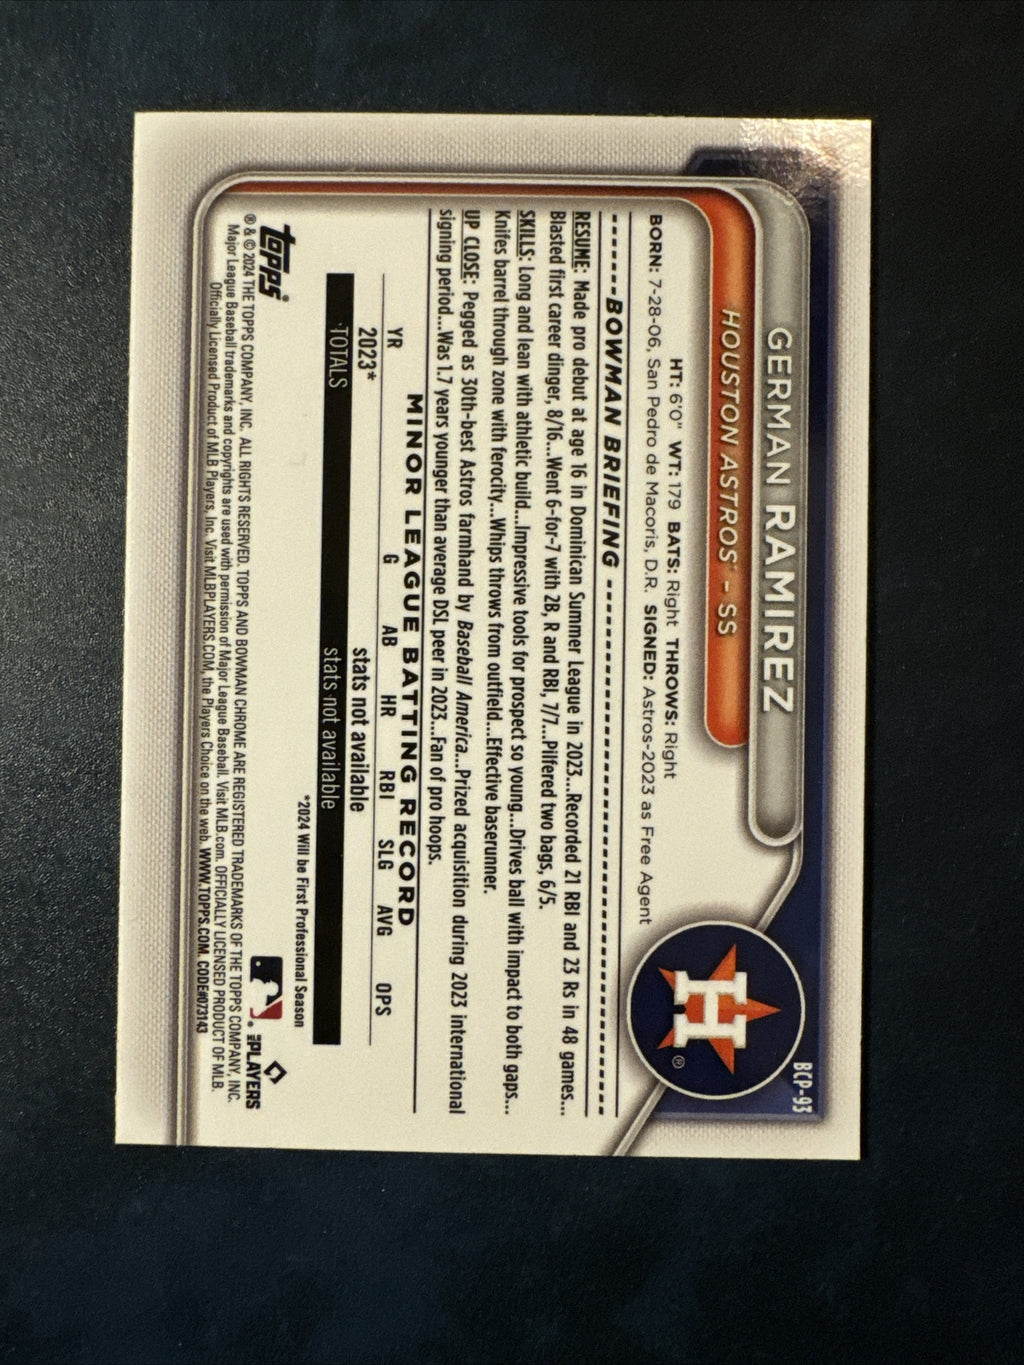 BCP-93
GERMAN RAMIREZ
HOUSTON ASTROS® - SS
H
®
HT: 6'0" WT: 179 BATS: Right THROWS: Right
BORN: 7-28-06, San Pedro de Macoris, D.R. SIGNED: Astros-2023 as Free Agent
BOWMAN BRIEFING
RESUME: Made pro debut at age 16 in Dominican Summer League in 2023...Recorded 21 RBI and 23 Rs in 48 games...
Blasted first career dinger, 8/16...Went 6-for-7 with 2B, R and RBI, 7/7...Pilfered two bags, 6/5.
SKILLS: Long and lean with athletic build...Impressive tools for prospect so young...Drives ball with impact to both gaps...
Knifes barrel through zone with ferocity...Whips throws from outfield...Effective baserunner.
UP CLOSE: Pegged as 30th-best Astros farmhand by Baseball America...Prized acquisition during 2023 international
signing period...Was 1.7 years younger than average DSL peer in 2023...Fan of pro hoops.
MINOR LEAGUE BATTING RECORD
YR G AB HR RBI SLG AVG OPS
2023* stats not available
TOTALS stats not available
*2024 Will be First Professional Season
topps®
MLB PLAYERS
® & © 2024 THE TOPPS COMPANY, INC. ALL RIGHTS RESERVED. TOPPS AND BOWMAN CHROME ARE REGISTERED TRADEMARKS OF THE TOPPS COMPANY, INC.
Major League Baseball trademarks and copyrights are used with permission of Major League Baseball. Visit MLB.com. OFFICIALLY LICENSED PRODUCT OF MLB.
Officially Licensed Product of MLB Players, Inc. Visit MLBPLAYERS.COM, the Players Choice on the web. WWW.TOPPS.COM. CODE#073143